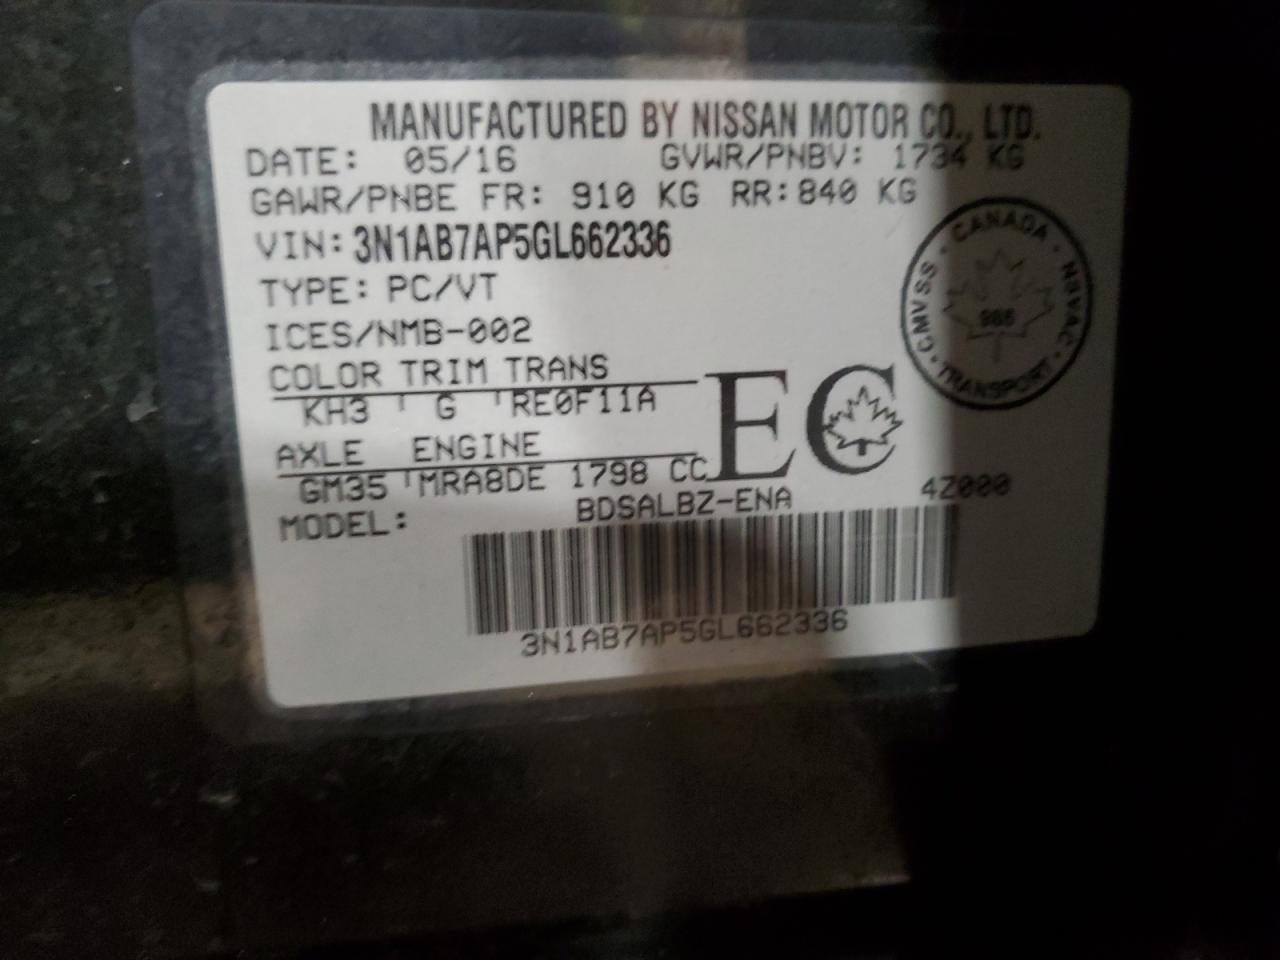 MANUFACTURED BY NISSAN MOTOR CO., LTD.
DATE: 05/16 GVWR/PNBV: 1734 KG
GAWR/PNBE FR: 910 KG RR:840 KG
VIN: 3N1AB7AP5GL662336
TYPE: PC/VT
ICES/NMB-002
COLOR TRIM TRANS
KH3 G RE0F11A
AXLE ENGINE
GM35 MRA8DE 1798 CC
EC
CANADA
CMVSS
NSVAC
TRANSPORT
MODEL: BDSALBZ-ENA 4Z000
3N1AB7AP5GL662336